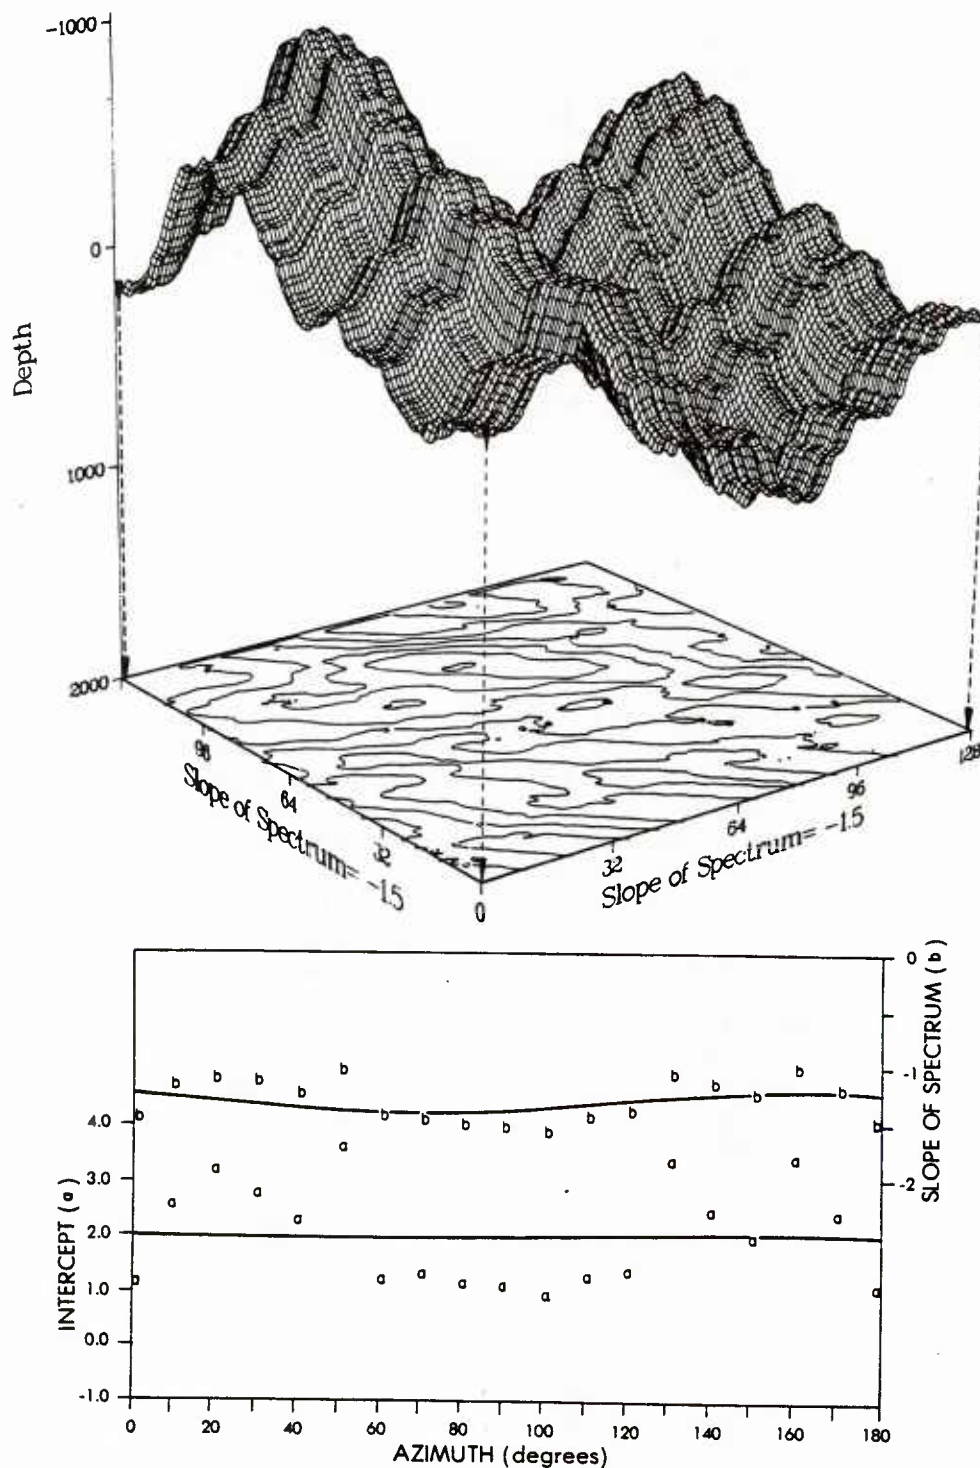 -1000
0
1000
2000
Depth
96
64
32
0
Slope of Spectrum= -1.5
32
64
96
128
Slope of Spectrum= -1.5
0
-1
-2
SLOPE OF SPECTRUM (b)
4.0
3.0
2.0
1.0
0.0
-1.0
INTERCEPT (a)
b b b b b b b b b b b b b b b b b b b
a a a a a a a a a a a a a a a a a a a
0 20 40 60 80 100 120 140 160 180
AZIMUTH (degrees)